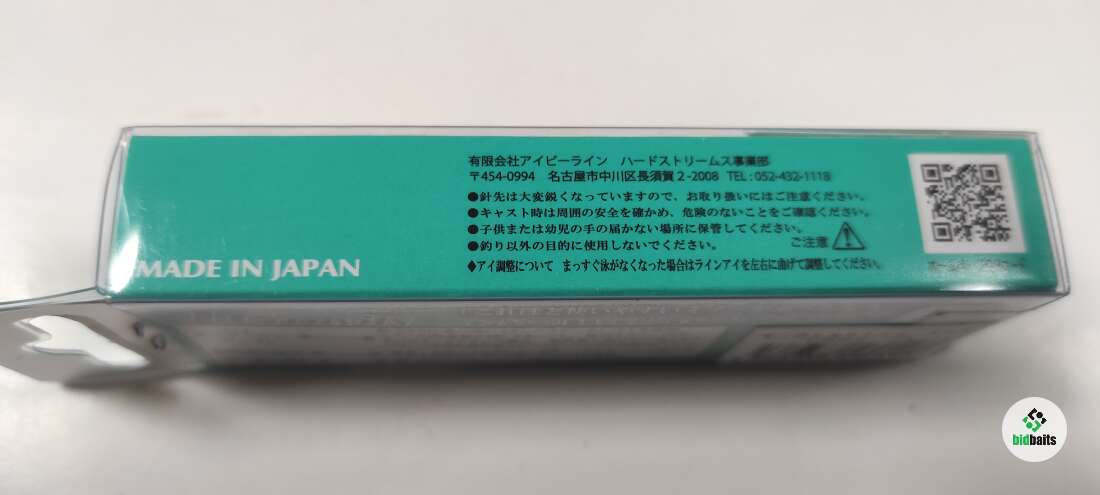 有限会社アイビーライン ハードストリームス事業部
〒454-0994 名古屋市中川区長須賀2-2008 TEL:052-432-1118
●針先は大変鋭くなっていますので、お取り扱いにはご注意ください。
●キャスト時は周囲の安全を確かめ、危険のないことをご確認ください。
●子供または幼児の手の届かない場所に保管してください。
●釣り以外の目的に使用しないでください。
ご注意
♦アイ調整について まっすぐ泳がなくなった場合はラインアイを左右に曲げて調整してください。
MADE IN JAPAN
bidbaits